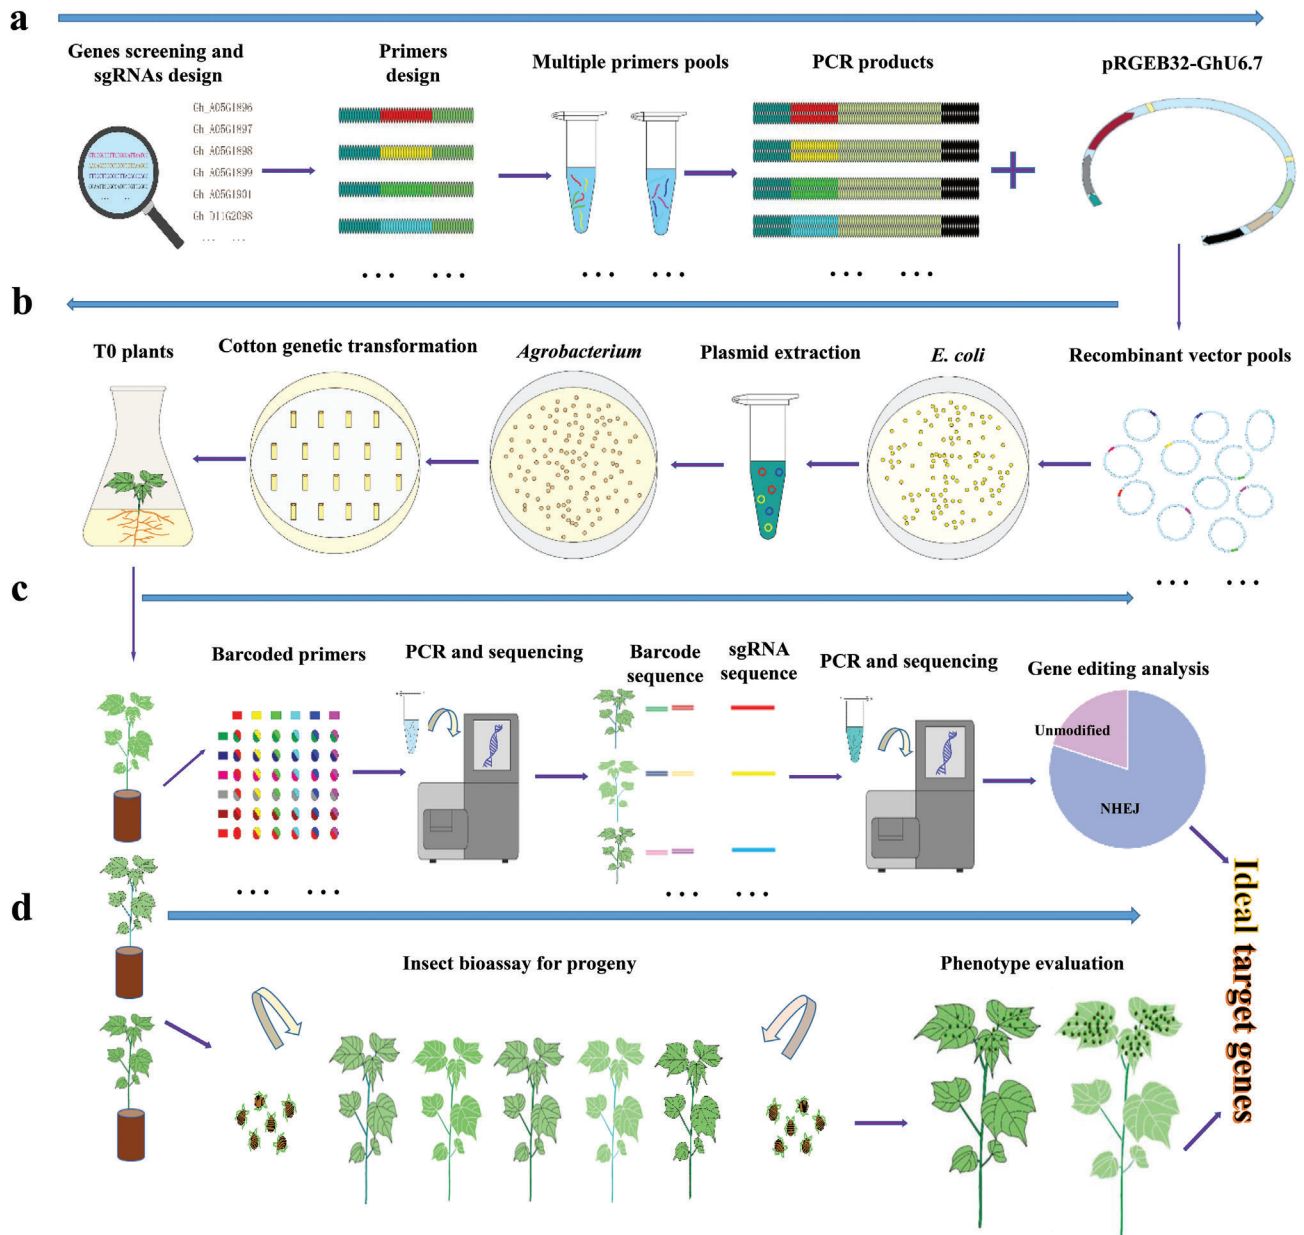 a
Genes screening and
sgRNAs design
Primers
design
Multiple primers pools
PCR products
pRGEB32-GhU6.7
Gh_A05G1896
Gh_A05G1897
Gh_A05G1898
Gh_A05G1899
Gh_A05G1901
Gh_D11G2098
... ...
... ...
... ...
... ...
+
b
T0 plants
Cotton genetic transformation
Agrobacterium
Plasmid extraction
E. coli
Recombinant vector pools
... ...
c
Barcoded primers
PCR and sequencing
Barcode
sequence
sgRNA
sequence
PCR and sequencing
Gene editing analysis
Unmodified
NHEJ
... ...
... ...
d
Insect bioassay for progeny
Phenotype evaluation
Ideal target genes